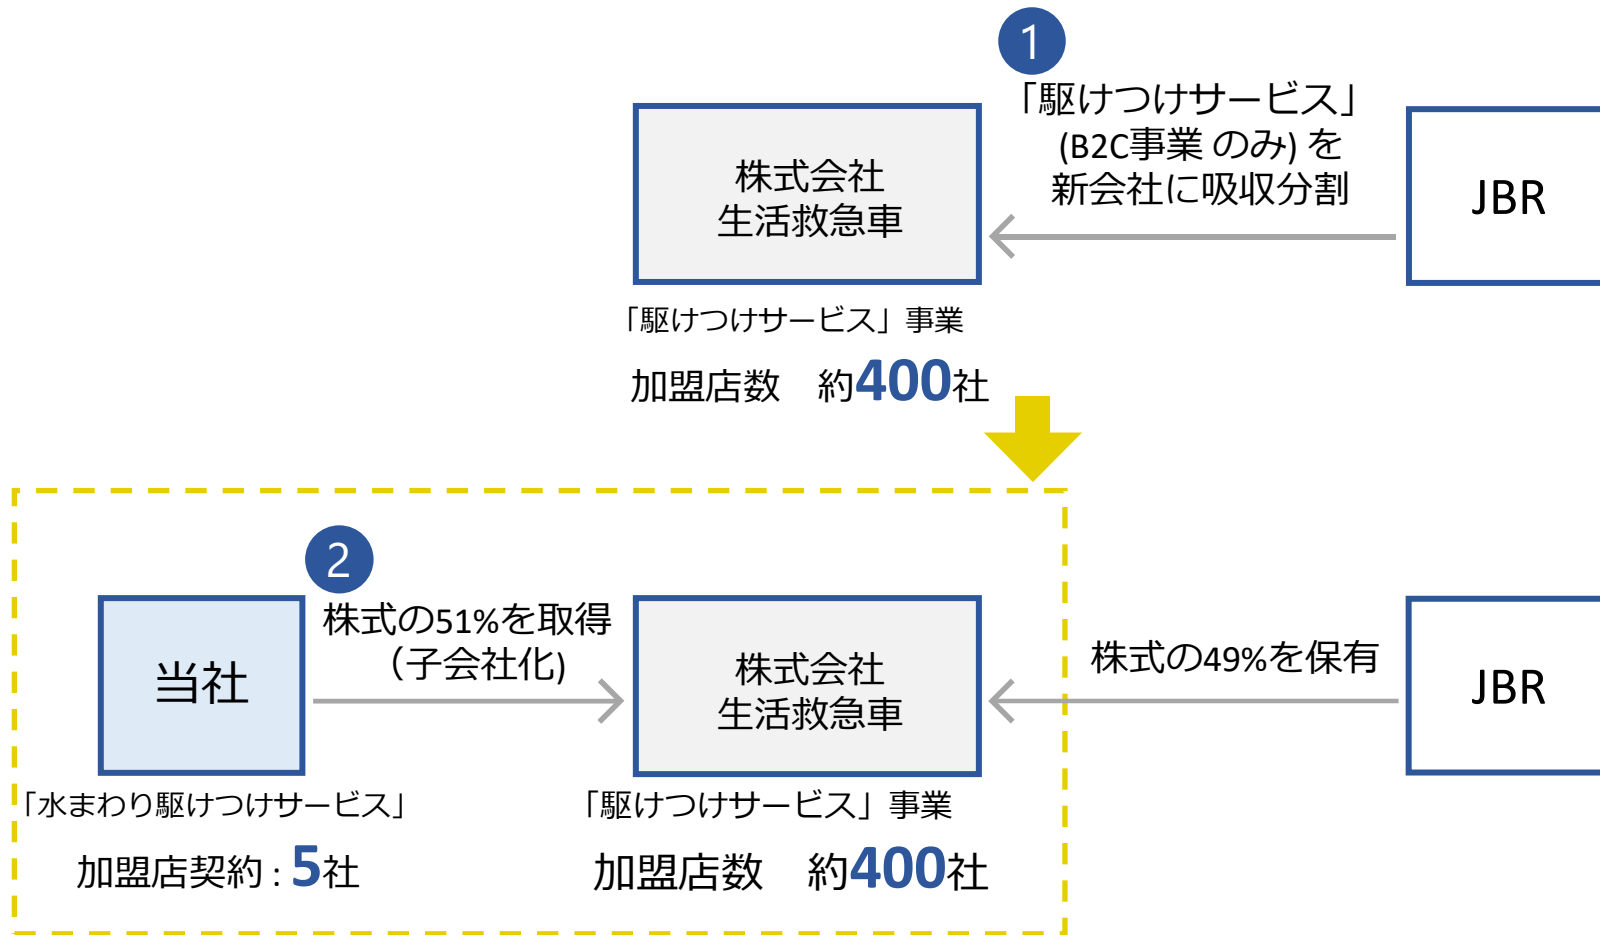 1
「駆けつけサービス」
(B2C事業 のみ) を
新会社に吸収分割
株式会社
生活救急車
JBR
「駆けつけサービス」事業
加盟店数　約400社
2
株式の51%を取得
（子会社化)
当社
株式会社
生活救急車
株式の49%を保有
JBR
「水まわり駆けつけサービス」
加盟店契約 : 5社
「駆けつけサービス」事業
加盟店数　約400社